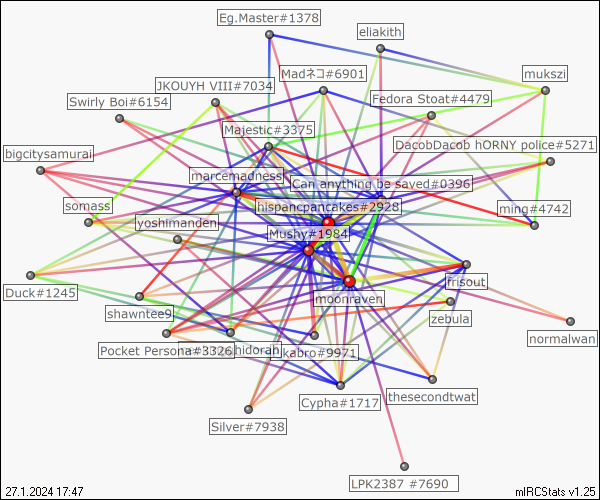 Eg.Master#1378
eliakith
Madネコ#6901
mukszi
JKOUYH VIII#7034
Swirly Boi#6154
Fedora Stoat#4479
Majestic#3375
DacobDacob hORNY police#5271
bigcitysamurai
marcemadness
Can anything be saved#0396
somass
hispancpancakes#2928
ming#4742
yoshimanden
Mushy#1984
frisout
Duck#1245
moonraven
shawntee9
zebula
normalwan
Pocket Persona#3326
hidorah
kabro#9971
thesecondtwat
Cypha#1717
Silver#7938
LPK2387 #7690
27.1.2024 17:47
mIRCStats v1.25